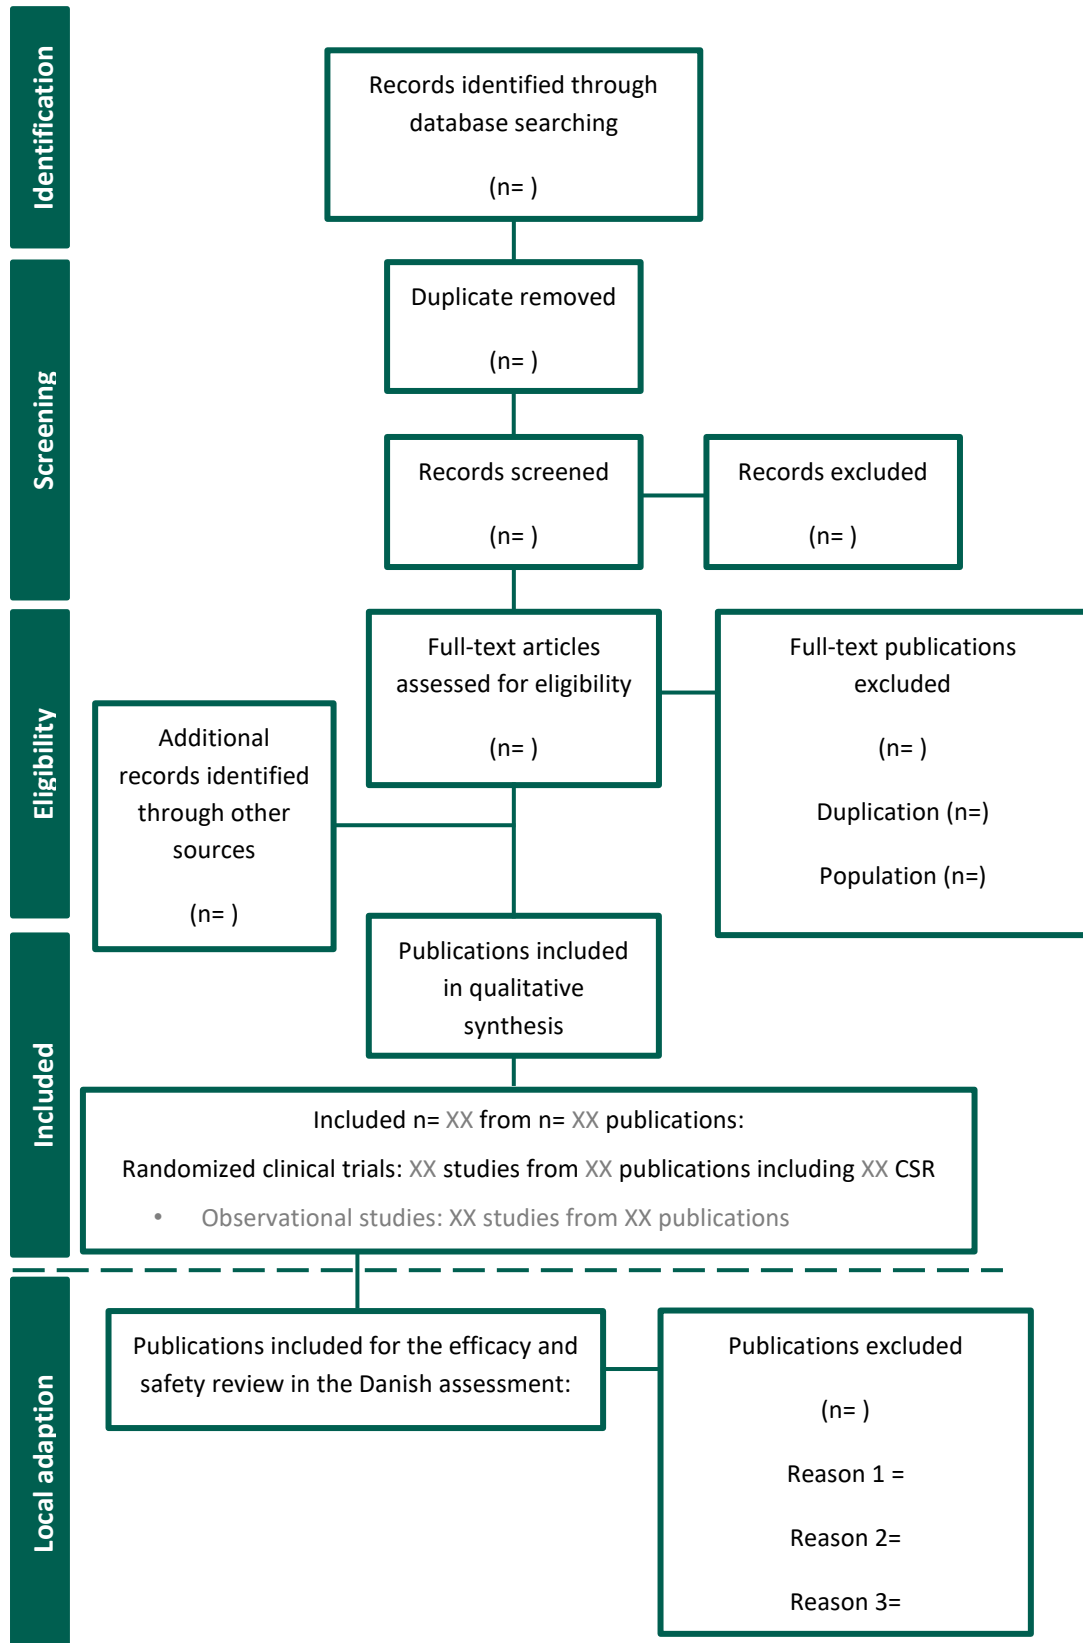 Identification
Records identified through
database searching
(n= )
Screening
Duplicate removed
(n= )
Records screened
(n= )
Records excluded
(n= )
Eligibility
Full-text articles
assessed for eligibility
(n= )
Full-text publications
excluded
(n= )
Duplication (n=)
Population (n=)
Additional
records identified
through other
sources
(n= )
Included
Publications included
in qualitative
synthesis
Included n= XX from n= XX publications:
Randomized clinical trials: XX studies from XX publications including XX CSR
• Observational studies: XX studies from XX publications
Local adaption
Publications included for the efficacy and
safety review in the Danish assessment:
Publications excluded
(n= )
Reason 1 =
Reason 2=
Reason 3=